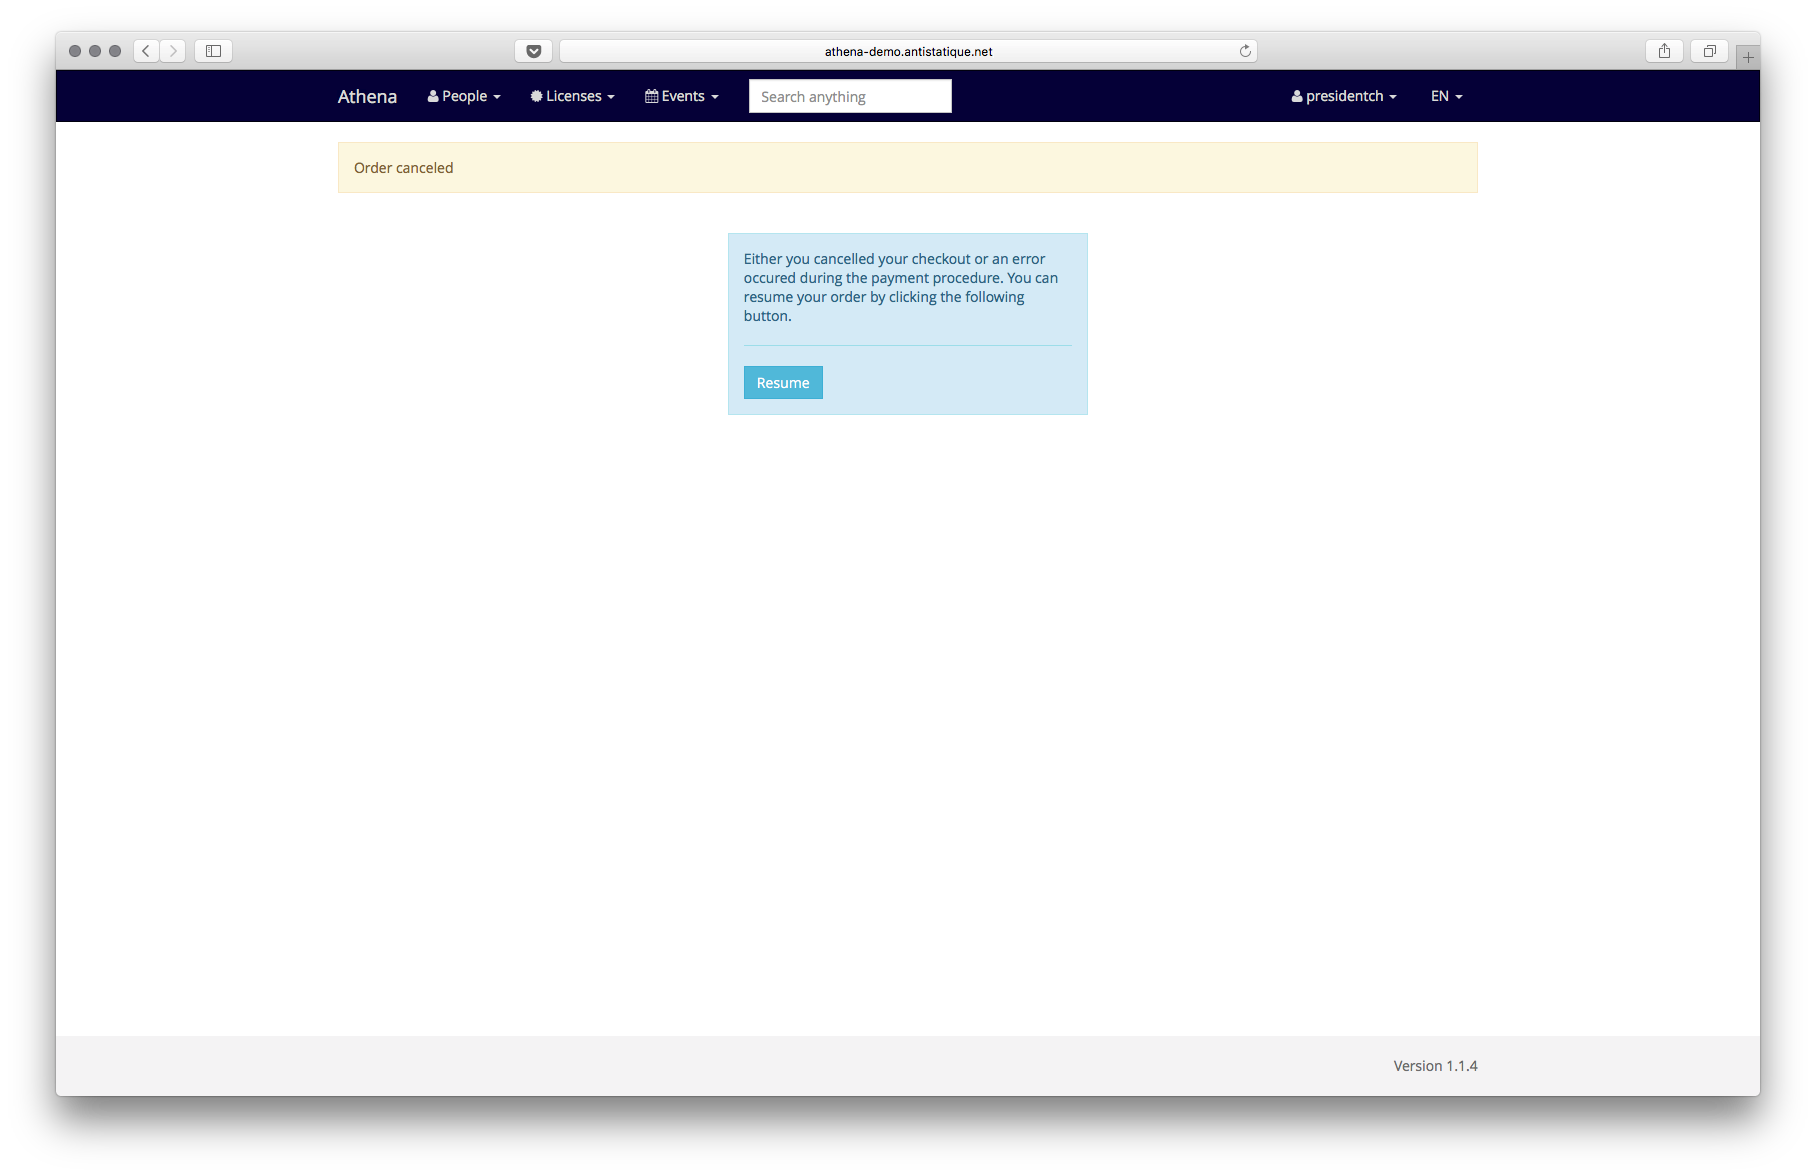 athena-demo.antistatique.net
Athena People Licenses Events Search anything presidentch EN
Order canceled
Either you cancelled your checkout or an error
occured during the payment procedure. You can
resume your order by clicking the following
button.
Resume
Version 1.1.4